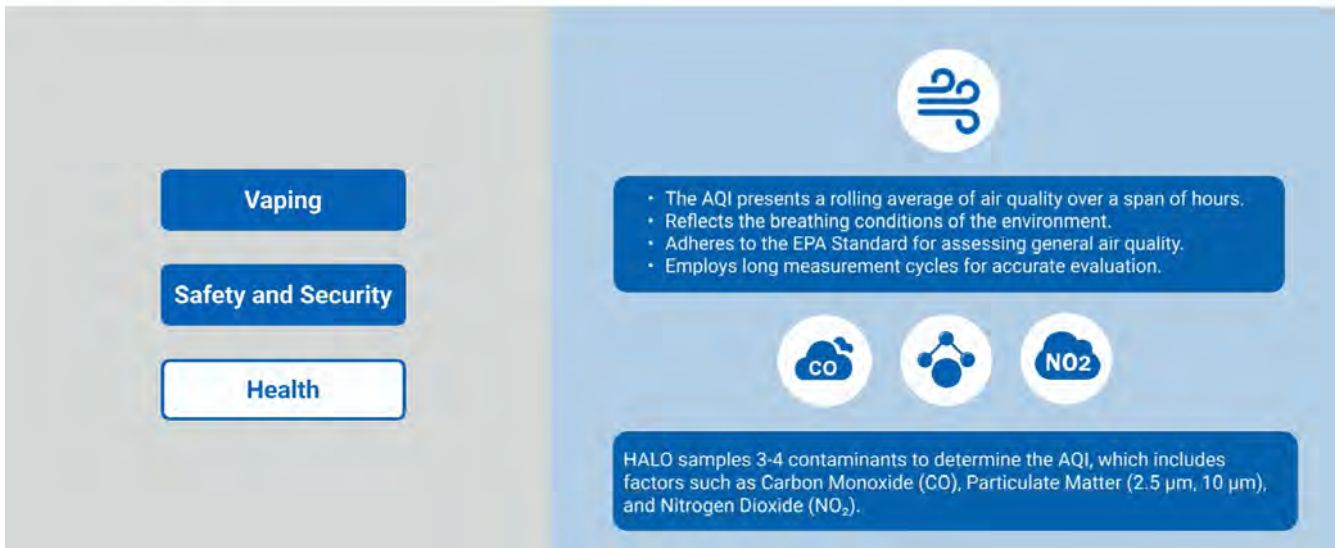 Vaping
Safety and Security
Health
• The AQI presents a rolling average of air quality over a span of hours.
• Reflects the breathing conditions of the environment.
• Adheres to the EPA Standard for assessing general air quality.
• Employs long measurement cycles for accurate evaluation.
CO
NO2
HALO samples 3-4 contaminants to determine the AQI, which includes
factors such as Carbon Monoxide (CO), Particulate Matter (2.5 µm, 10 µm),
and Nitrogen Dioxide (NO₂).